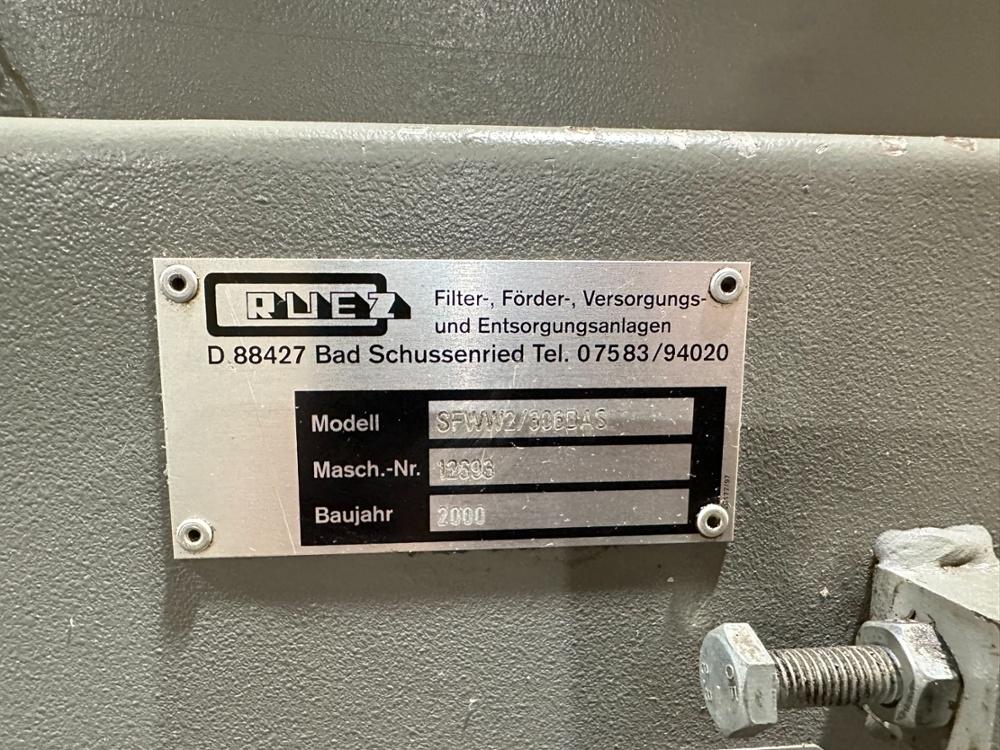 RUEZ
Filter-, Förder-, Versorgungs-
und Entsorgungsanlagen
D 88427 Bad Schussenried Tel. 07583/94020
Modell
Masch.-Nr.
Baujahr 2000